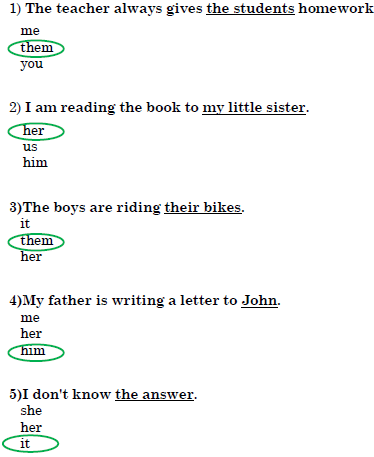 1) The teacher always gives the students homework
me
them
you
2) I am reading the book to my little sister.
her
us
him
3)The boys are riding their bikes.
it
them
her
4)My father is writing a letter to John.
me
her
him
5)I don't know the answer.
she
her
it